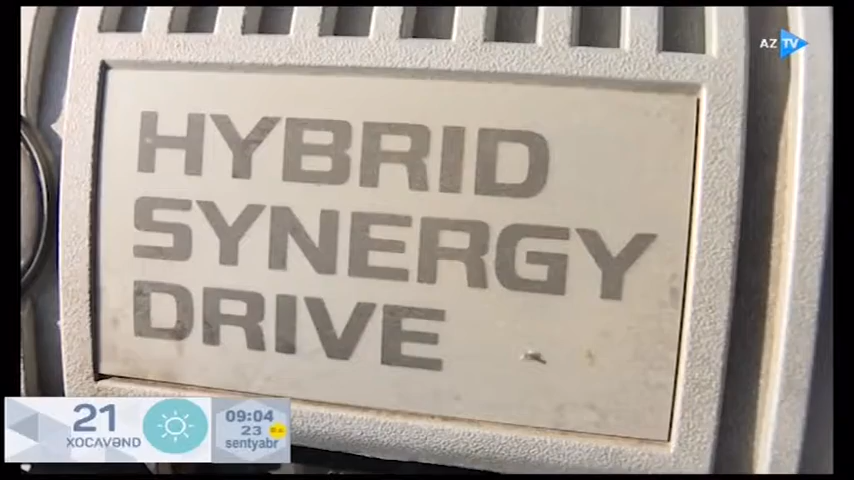 AZ TV
HYBRID
SYNERGY
DRIVE
21
XOCAVƏND
09:04
23
sentyabr